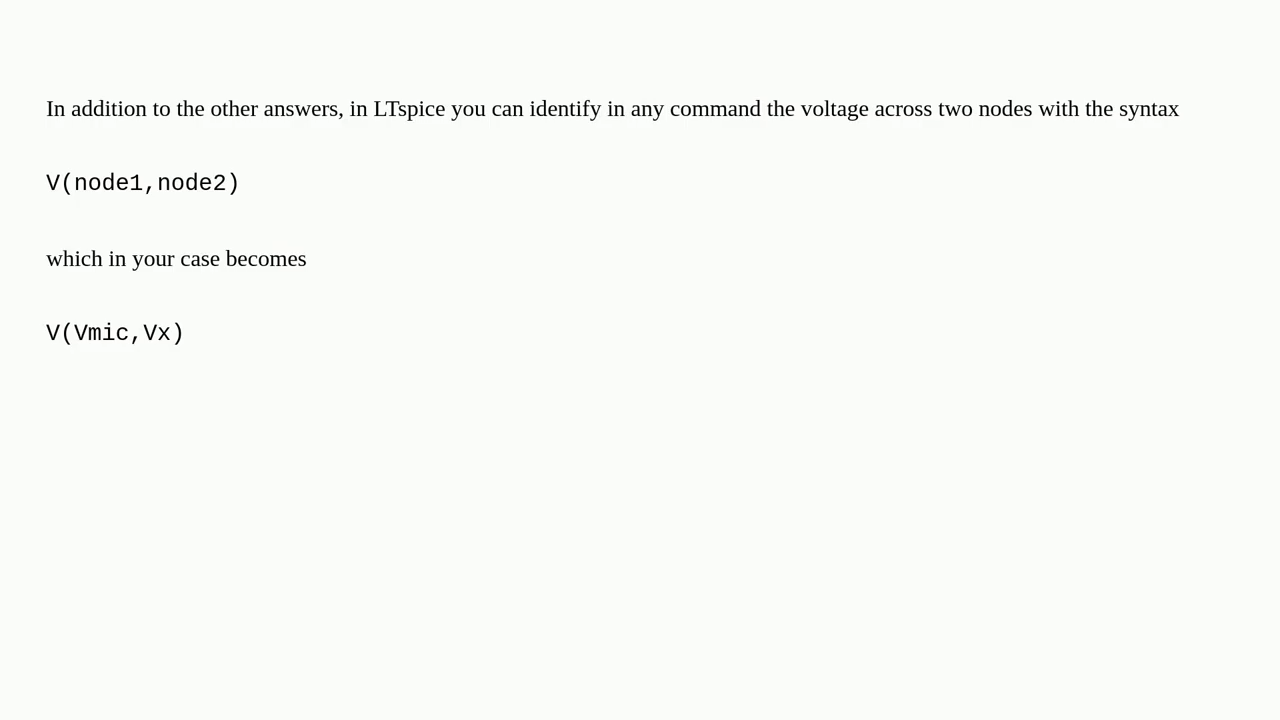 In addition to the other answers, in LTspice you can identify in any command the voltage across two nodes with the syntax
V(node1,node2)
which in your case becomes
V(Vmic,Vx)